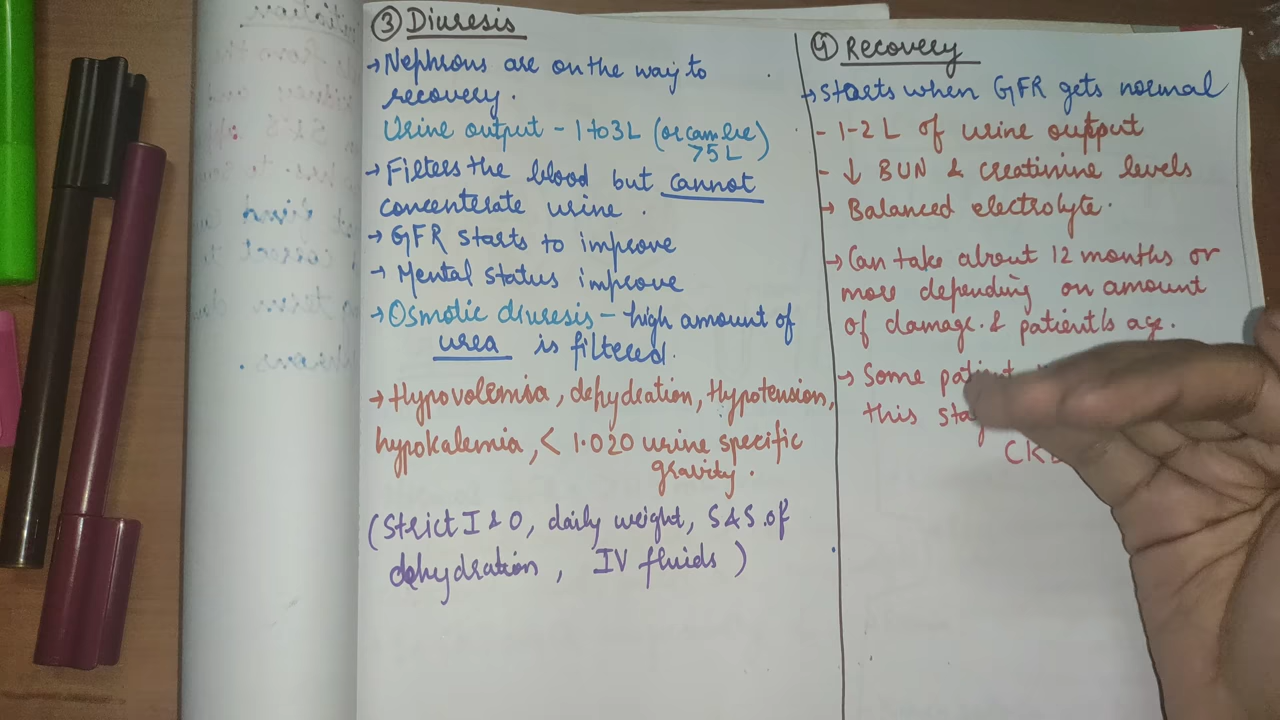 ③ Diuresis
→ Nephrons are on the way to
recovery.
Urine output - 1 to 3L (or can be
>5L)
→ Filters the blood but cannot
concenterate urine.
→ GFR starts to improve
→ Mental status improve
→ Osmotic diuresis - high amount of
urea is filtered.
→ Hypovolemia, dehydration, Hypotension,
hypokalemia, < 1.020 urine specific
gravity.
(Strict I & O, daily weight, S & S of
dehydration, IV fluids)
④ Recovery
→ Starts when GFR gets normal
- 1-2 L of urine output
- ↓ BUN & creatinine levels
→ Balanced electrolyte.
→ Can take about 12 months or
more depending on amount
of damage & patient's age.
→ Some
this